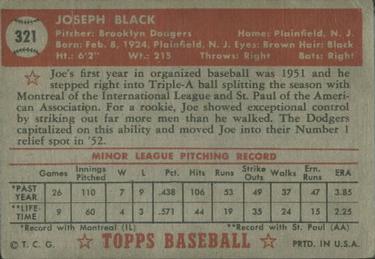 321
JOSEPH BLACK
Pitcher: Brooklyn Dodgers Home: Plainfield, N. J.
Born: Feb. 8, 1924, Plainfield, N. J. Eyes: Brown Hair: Black
Ht: 6'2 Wt.: 215 Throws: Right Bats: Right
Joe's first year in organized baseball was 1951 and he
stepped right into Triple-A ball splitting the season with
Montreal of the International League and St. Paul of the Ameri-
can Association. For a rookie, Joe showed exceptional control
by striking out far more men than he walked. The Dodgers
capitalized on this ability and moved Joe into their Number 1
relief spot in '52.
MINOR LEAGUE PITCHING RECORD
Games Innings Pitched W L Pct. Hits Runs Strike Outs Walks Ern. Runs ERA
*PAST YEAR 26 110 7 9 .438 106 53 49 37 47 3.85
**LIFE-TIME 9 60 4 3 .571 44 18 24 24 15 2.25
*Record with Montreal (IL) **Record with St. Paul (AA)
© T. C. G. TOPPS BASEBALL PRTD. IN U.S.A.